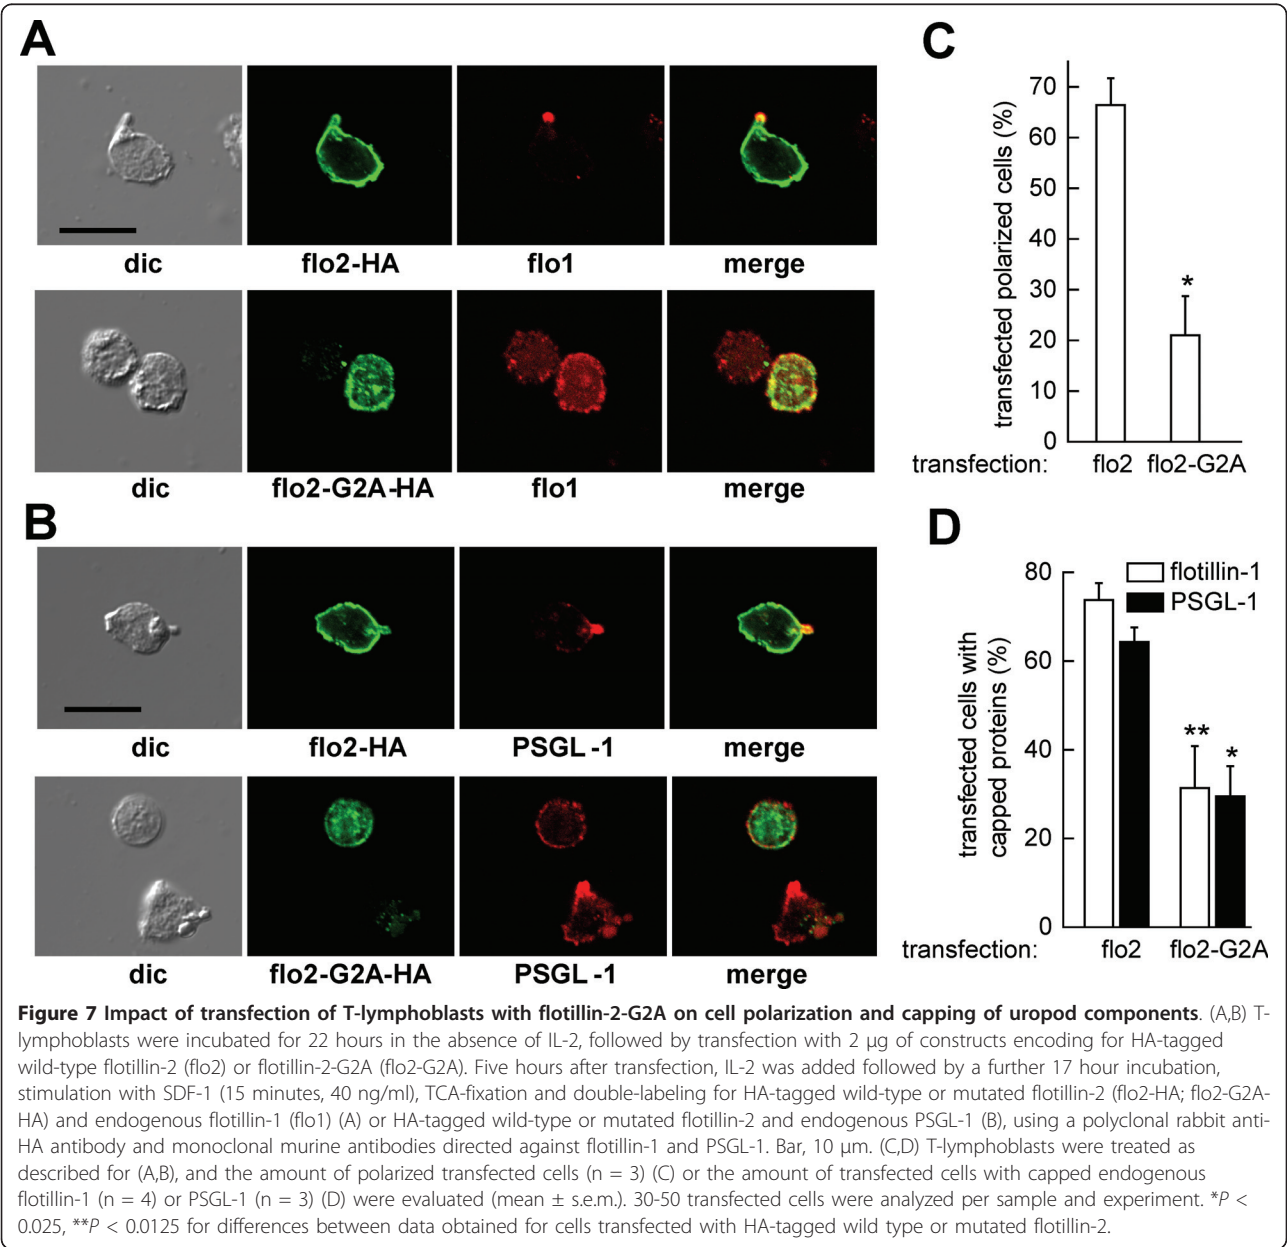 A
dic
flo2-HA
flo1
merge
dic
flo2-G2A-HA
flo1
merge
B
dic
flo2-HA
PSGL-1
merge
dic
flo2-G2A-HA
PSGL-1
merge
C
transfected polarized cells (%)
70
60
50
40
30
20
10
0
*
transfection: flo2 flo2-G2A
D
transfected cells with
capped proteins (%)
80
60
40
20
0
flotillin-1
PSGL-1
** *
transfection: flo2 flo2-G2A
Figure 7 Impact of transfection of T-lymphoblasts with flotillin-2-G2A on cell polarization and capping of uropod components. (A,B) T-
lymphoblasts were incubated for 22 hours in the absence of IL-2, followed by transfection with 2 μg of constructs encoding for HA-tagged
wild-type flotillin-2 (flo2) or flotillin-2-G2A (flo2-G2A). Five hours after transfection, IL-2 was added followed by a further 17 hour incubation,
stimulation with SDF-1 (15 minutes, 40 ng/ml), TCA-fixation and double-labeling for HA-tagged wild-type or mutated flotillin-2 (flo2-HA; flo2-G2A-
HA) and endogenous flotillin-1 (flo1) (A) or HA-tagged wild-type or mutated flotillin-2 and endogenous PSGL-1 (B), using a polyclonal rabbit anti-
HA antibody and monoclonal murine antibodies directed against flotillin-1 and PSGL-1. Bar, 10 μm. (C,D) T-lymphoblasts were treated as
described for (A,B), and the amount of polarized transfected cells (n = 3) (C) or the amount of transfected cells with capped endogenous
flotillin-1 (n = 4) or PSGL-1 (n = 3) (D) were evaluated (mean ± s.e.m.). 30-50 transfected cells were analyzed per sample and experiment. *P <
0.025, **P < 0.0125 for differences between data obtained for cells transfected with HA-tagged wild type or mutated flotillin-2.